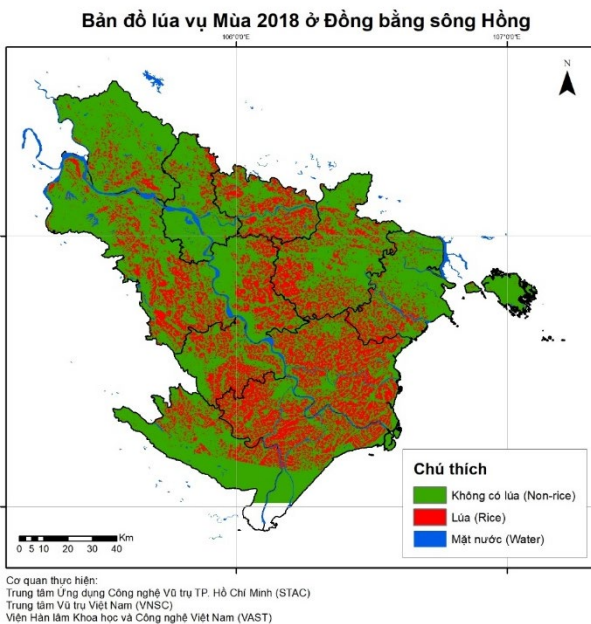 Bản đồ lúa vụ Mùa 2018 ở Đồng bằng sông Hồng
106°0'0"E
107°0'0"E
N
Chú thích
Không có lúa (Non-rice)
Lúa (Rice)
Mặt nước (Water)
0 5 10 20 30 40 Km
Cơ quan thực hiện:
Trung tâm Ứng dụng Công nghệ Vũ trụ TP. Hồ Chí Minh (STAC)
Trung tâm Vũ trụ Việt Nam (VNSC)
Viện Hàn lâm Khoa học và Công nghệ Việt Nam (VAST)